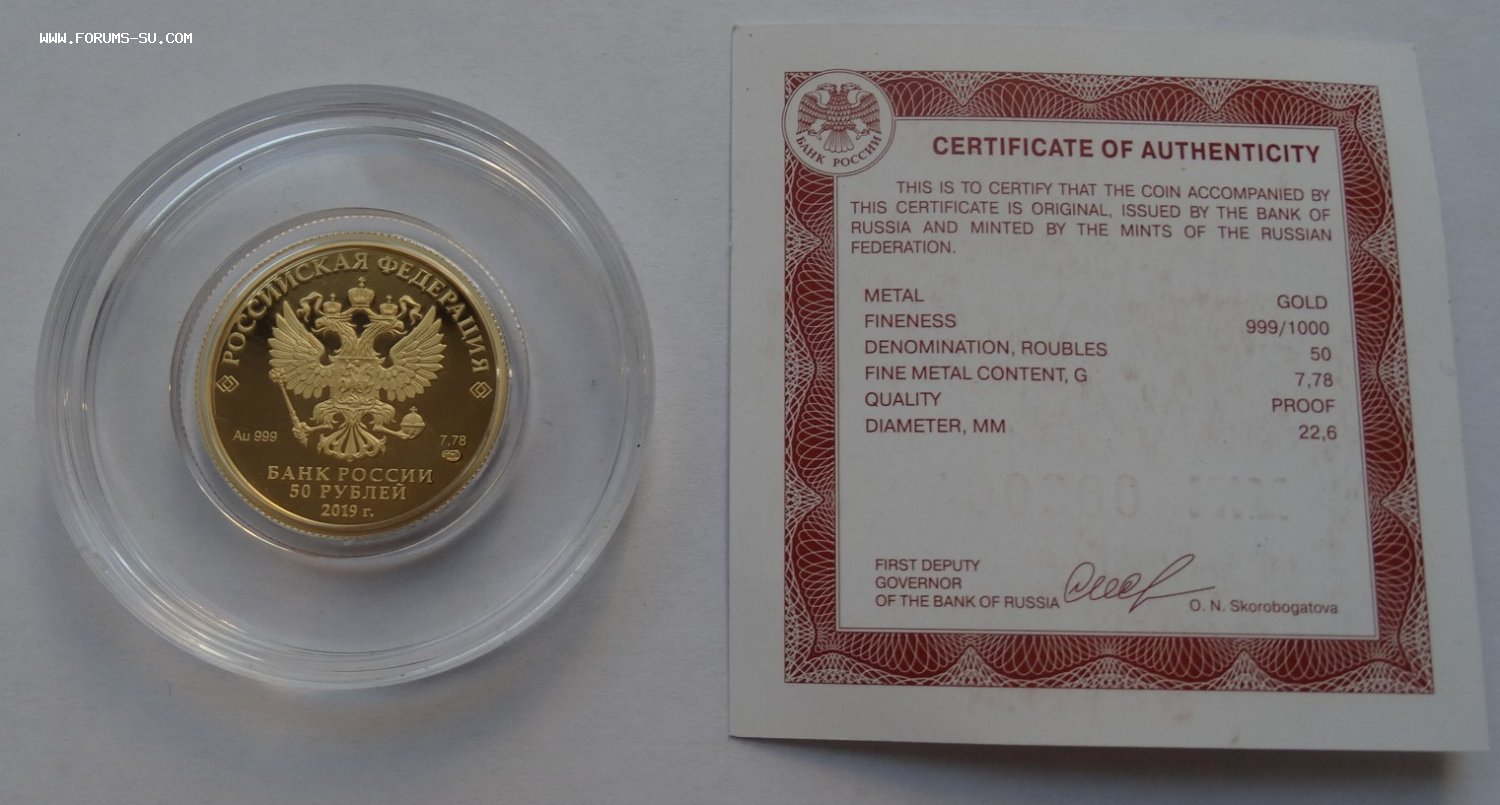 WWW.FORUMS-SU.COM
РОССИЙСКАЯ ФЕДЕРАЦИЯ
Au 999
7,78
БАНК РОССИИ
50 РУБЛЕЙ
2019 г.
БАНК РОССИИ
CERTIFICATE OF AUTHENTICITY
THIS IS TO CERTIFY THAT THE COIN ACCOMPANIED BY
THIS CERTIFICATE IS ORIGINAL, ISSUED BY THE BANK OF
RUSSIA AND MINTED BY THE MINTS OF THE RUSSIAN
FEDERATION.
METAL GOLD
FINENESS 999/1000
DENOMINATION, ROUBLES 50
FINE METAL CONTENT, G 7,78
QUALITY PROOF
DIAMETER, MM 22,6
FIRST DEPUTY
GOVERNOR
OF THE BANK OF RUSSIA O. N. Skorobogatova